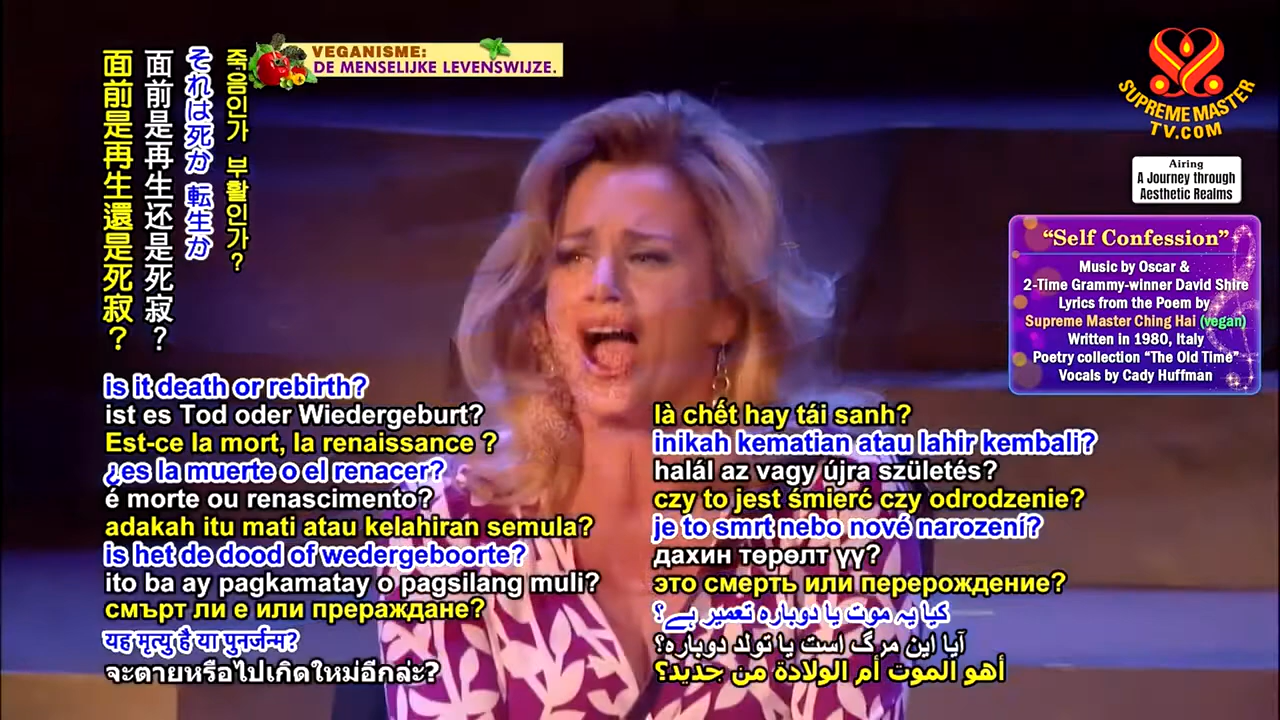 面前是再生還是死寂？
面前是再生还是死寂？
それは死か 転生か
죽음인가 부활인가?
VEGANISME:
DE MENSELIJKE LEVENSWIJZE.
SUPREME MASTER
TV.COM
Airing
A Journey through
Aesthetic Realms
“Self Confession”
Music by Oscar &
2-Time Grammy-winner David Shire
Lyrics from the Poem by
Supreme Master Ching Hai (vegan)
Written in 1980, Italy
Poetry collection “The Old Time”
Vocals by Cady Huffman
is it death or rebirth?
ist es Tod oder Wiedergeburt?
Est-ce la mort, la renaissance ?
¿es la muerte o el renacer?
é morte ou renascimento?
adakah itu mati atau kelahiran semula?
is het de dood of wedergeboorte?
ito ba ay pagkamatay o pagsilang muli?
смърт ли е или прераждане?
यह मृत्यु है या पुनर्जन्म?
จะตายหรือไปเกิดใหม่อีกล่ะ?
là chết hay tái sanh?
inikah kematian atau lahir kembali?
halál az vagy újra születés?
czy to jest śmierć czy odrodzenie?
je to smrt nebo nové narození?
дахин төрөлт үү?
это смерть или перерождение?
کیا یہ موت یا دوبارہ تعمیر ہے؟
آیا این مرگ است یا تولد دوباره؟
أهو الموت أم الولادة من جديد؟